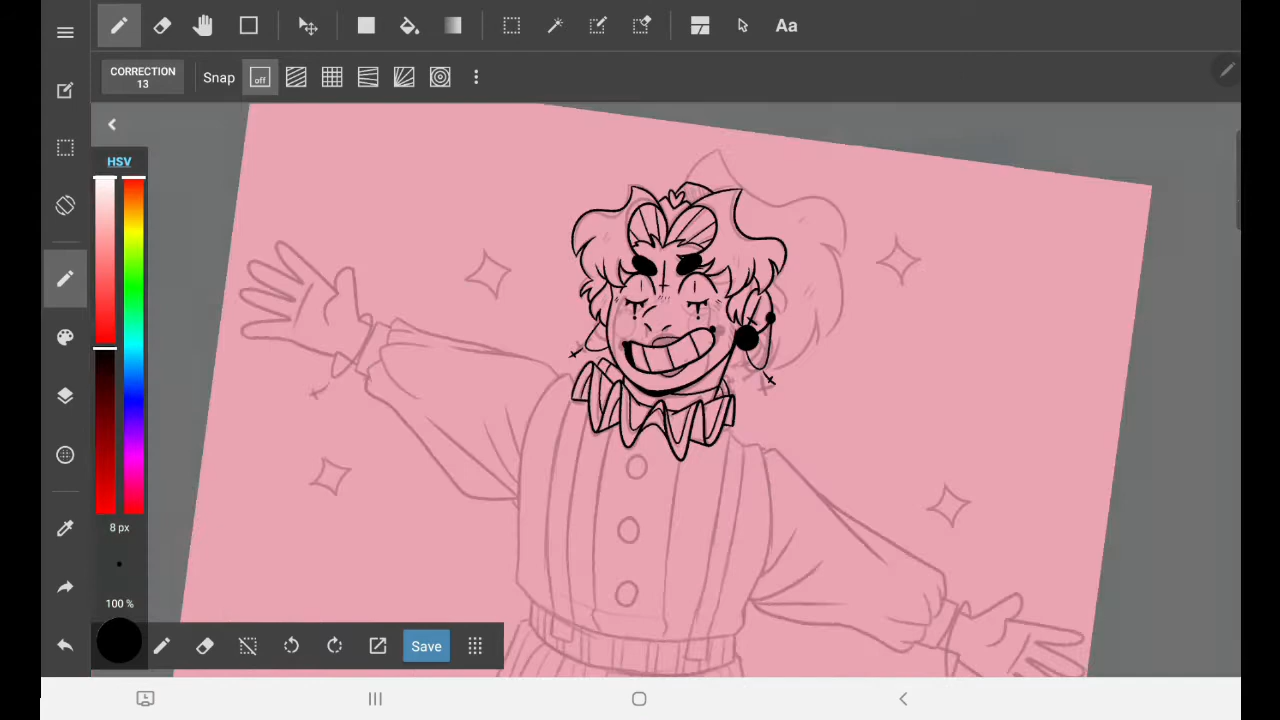 Aa
CORRECTION
13
Snap
off
HSV
8 px
100 %
Save